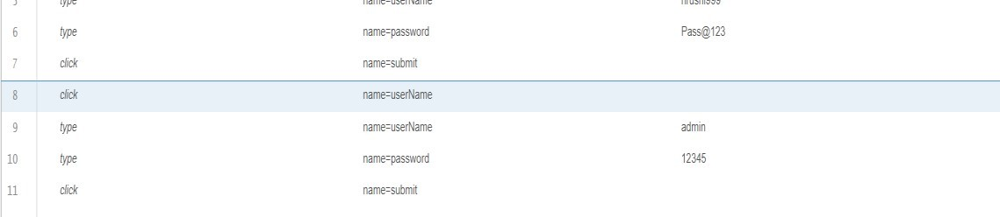 5 type name=userName hrushi999
6 type name=password Pass@123
7 click name=submit
8 click name=userName
9 type name=userName admin
10 type name=password 12345
11 click name=submit